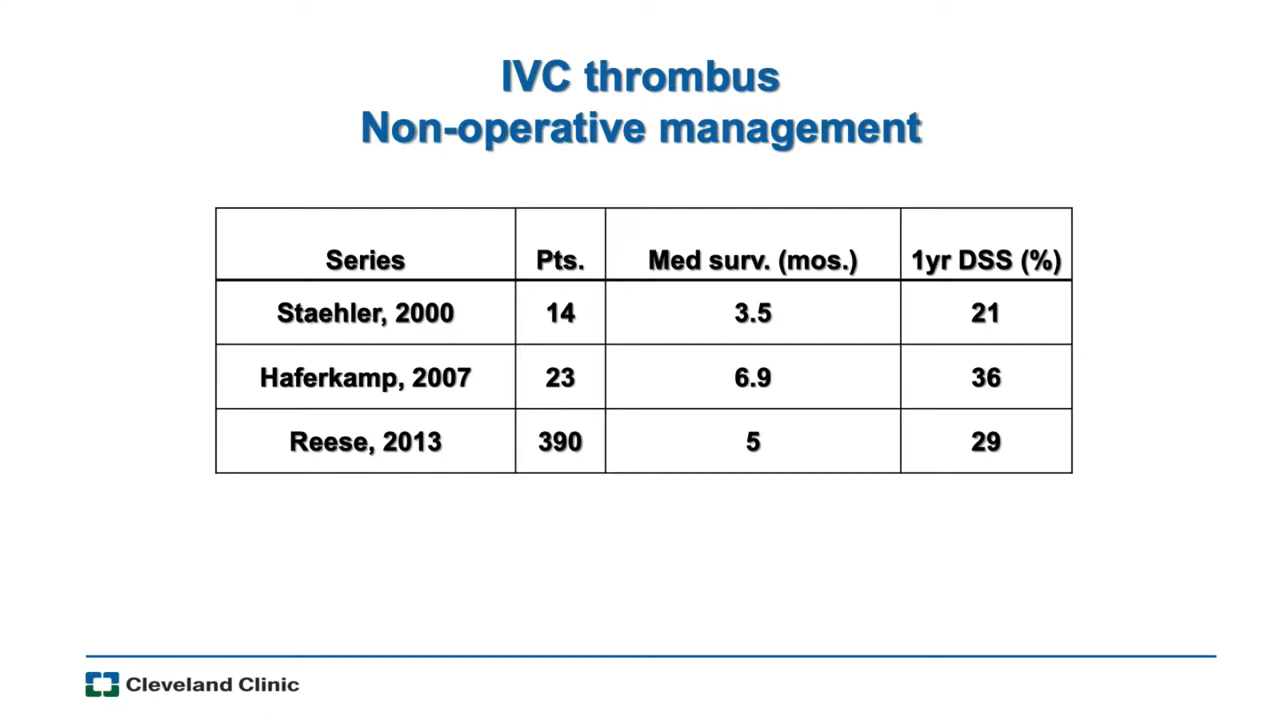 IVC thrombus
Non-operative management
Series Pts. Med surv. (mos.) 1yr DSS (%)
Staehler, 2000 14 3.5 21
Haferkamp, 2007 23 6.9 36
Reese, 2013 390 5 29
Cleveland Clinic